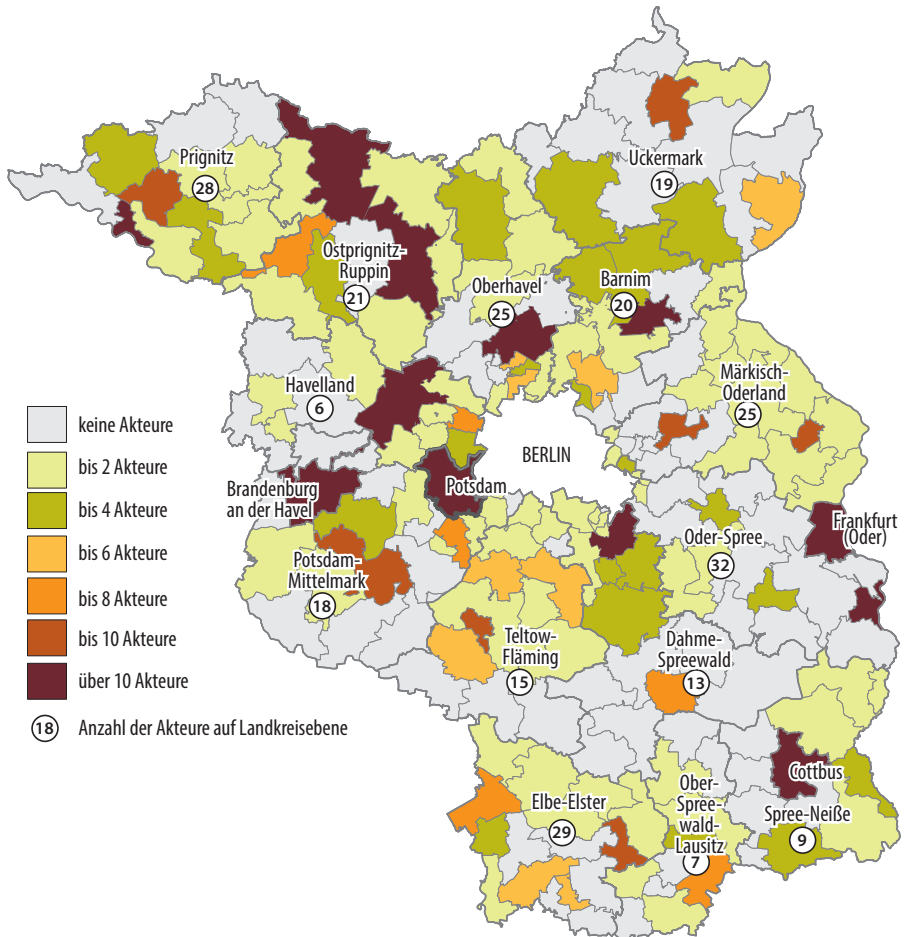 Prignitz
28
Uckermark
19
Ostprignitz-
Ruppin
21
Oberhavel
25
Barnim
20
Märkisch-
Oderland
25
Havelland
6
BERLIN
Brandenburg
an der Havel
Potsdam
Frankfurt
(Oder)
Oder-Spree
32
Potsdam-
Mittelmark
18
Teltow-
Fläming
15
Dahme-
Spreewald
13
Cottbus
Ober-
Spree-
wald-
Lausitz
7
Elbe-Elster
29
Spree-Neiße
9
keine Akteure
bis 2 Akteure
bis 4 Akteure
bis 6 Akteure
bis 8 Akteure
bis 10 Akteure
über 10 Akteure
18 Anzahl der Akteure auf Landkreisebene